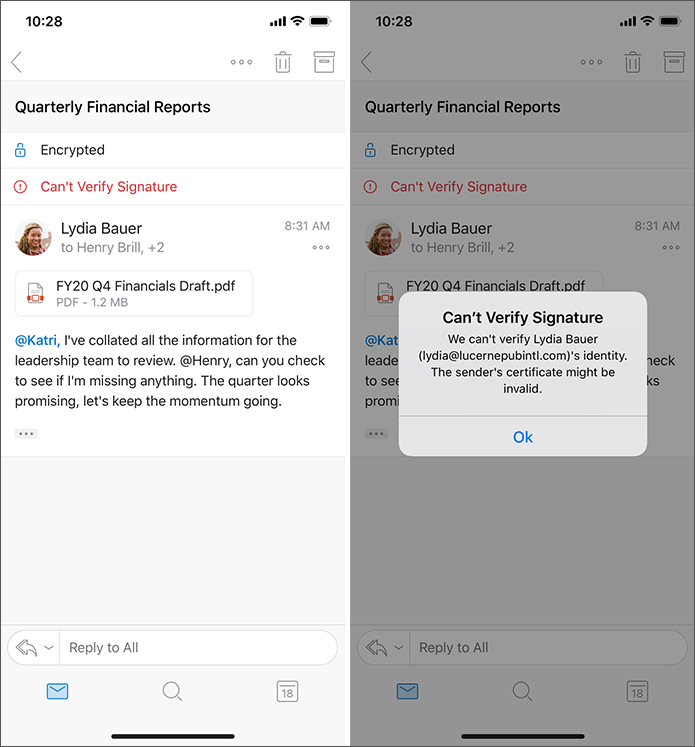 10:28
Quarterly Financial Reports
Encrypted
Can't Verify Signature
Lydia Bauer
8:31 AM
to Henry Brill, +2
FY20 Q4 Financials Draft.pdf
PDF - 1.2 MB
@Katri, I've collated all the information for the
leadership team to review. @Henry, can you check
to see if I'm missing anything. The quarter looks
promising, let's keep the momentum going.
Reply to All
18
10:28
Quarterly Financial Reports
Encrypted
Can't Verify Signature
Lydia Bauer
8:31 AM
to Henry Brill, +2
FY20 Q4 Financials Draft.pdf
Can't Verify Signature
We can't verify Lydia Bauer
(lydia@lucernepubintl.com)'s identity.
The sender's certificate might be
invalid.
Ok
Reply to All
18